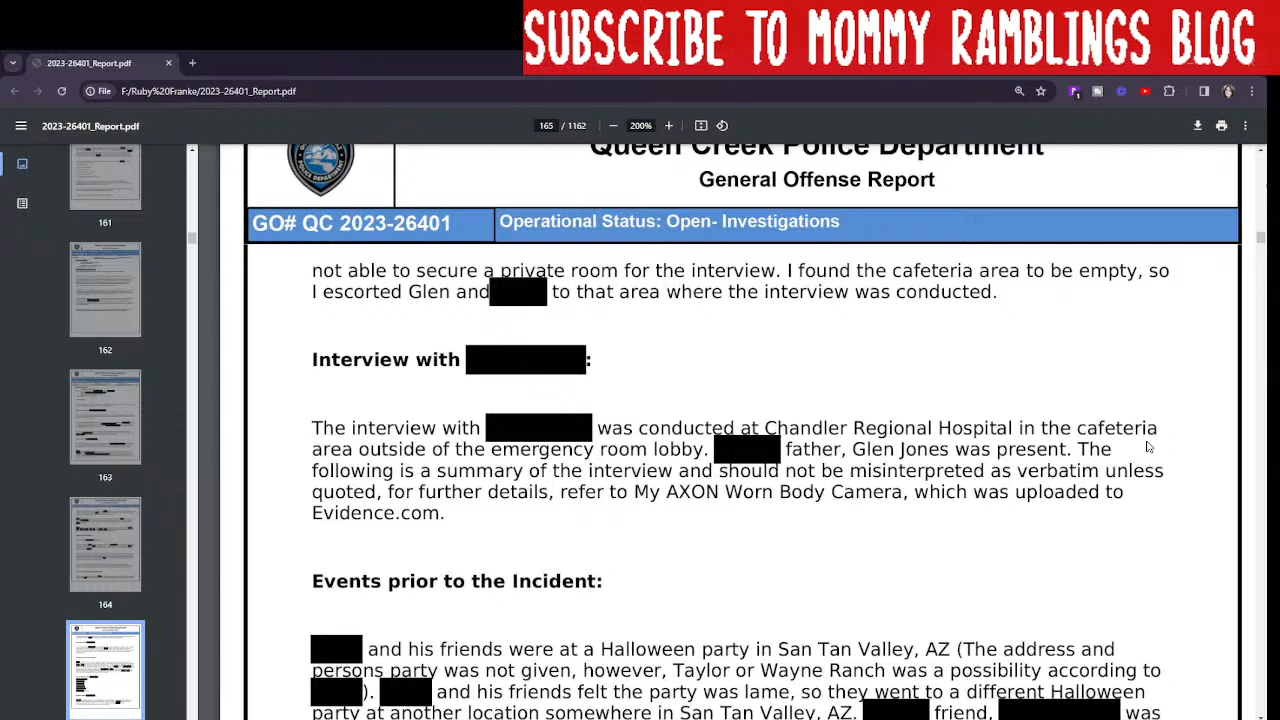 SUBSCRIBE TO MOMMY RAMBLINGS BLOG
2023-26401_Report.pdf
File F:/Ruby%20Franke/2023-26401_Report.pdf
2023-26401_Report.pdf 165 / 1162 200%
161
162
163
164
Queen Creek Police Department
General Offense Report
GO# QC 2023-26401 Operational Status: Open- Investigations
not able to secure a private room for the interview. I found the cafeteria area to be empty, so
I escorted Glen and to that area where the interview was conducted.
Interview with :
The interview with was conducted at Chandler Regional Hospital in the cafeteria
area outside of the emergency room lobby. father, Glen Jones was present. The
following is a summary of the interview and should not be misinterpreted as verbatim unless
quoted, for further details, refer to My AXON Worn Body Camera, which was uploaded to
Evidence.com.
Events prior to the Incident:
and his friends were at a Halloween party in San Tan Valley, AZ (The address and
persons party was not given, however, Taylor or Wayne Ranch was a possibility according to
). and his friends felt the party was lame, so they went to a different Halloween
party at another location somewhere in San Tan Valley, AZ. friend, was